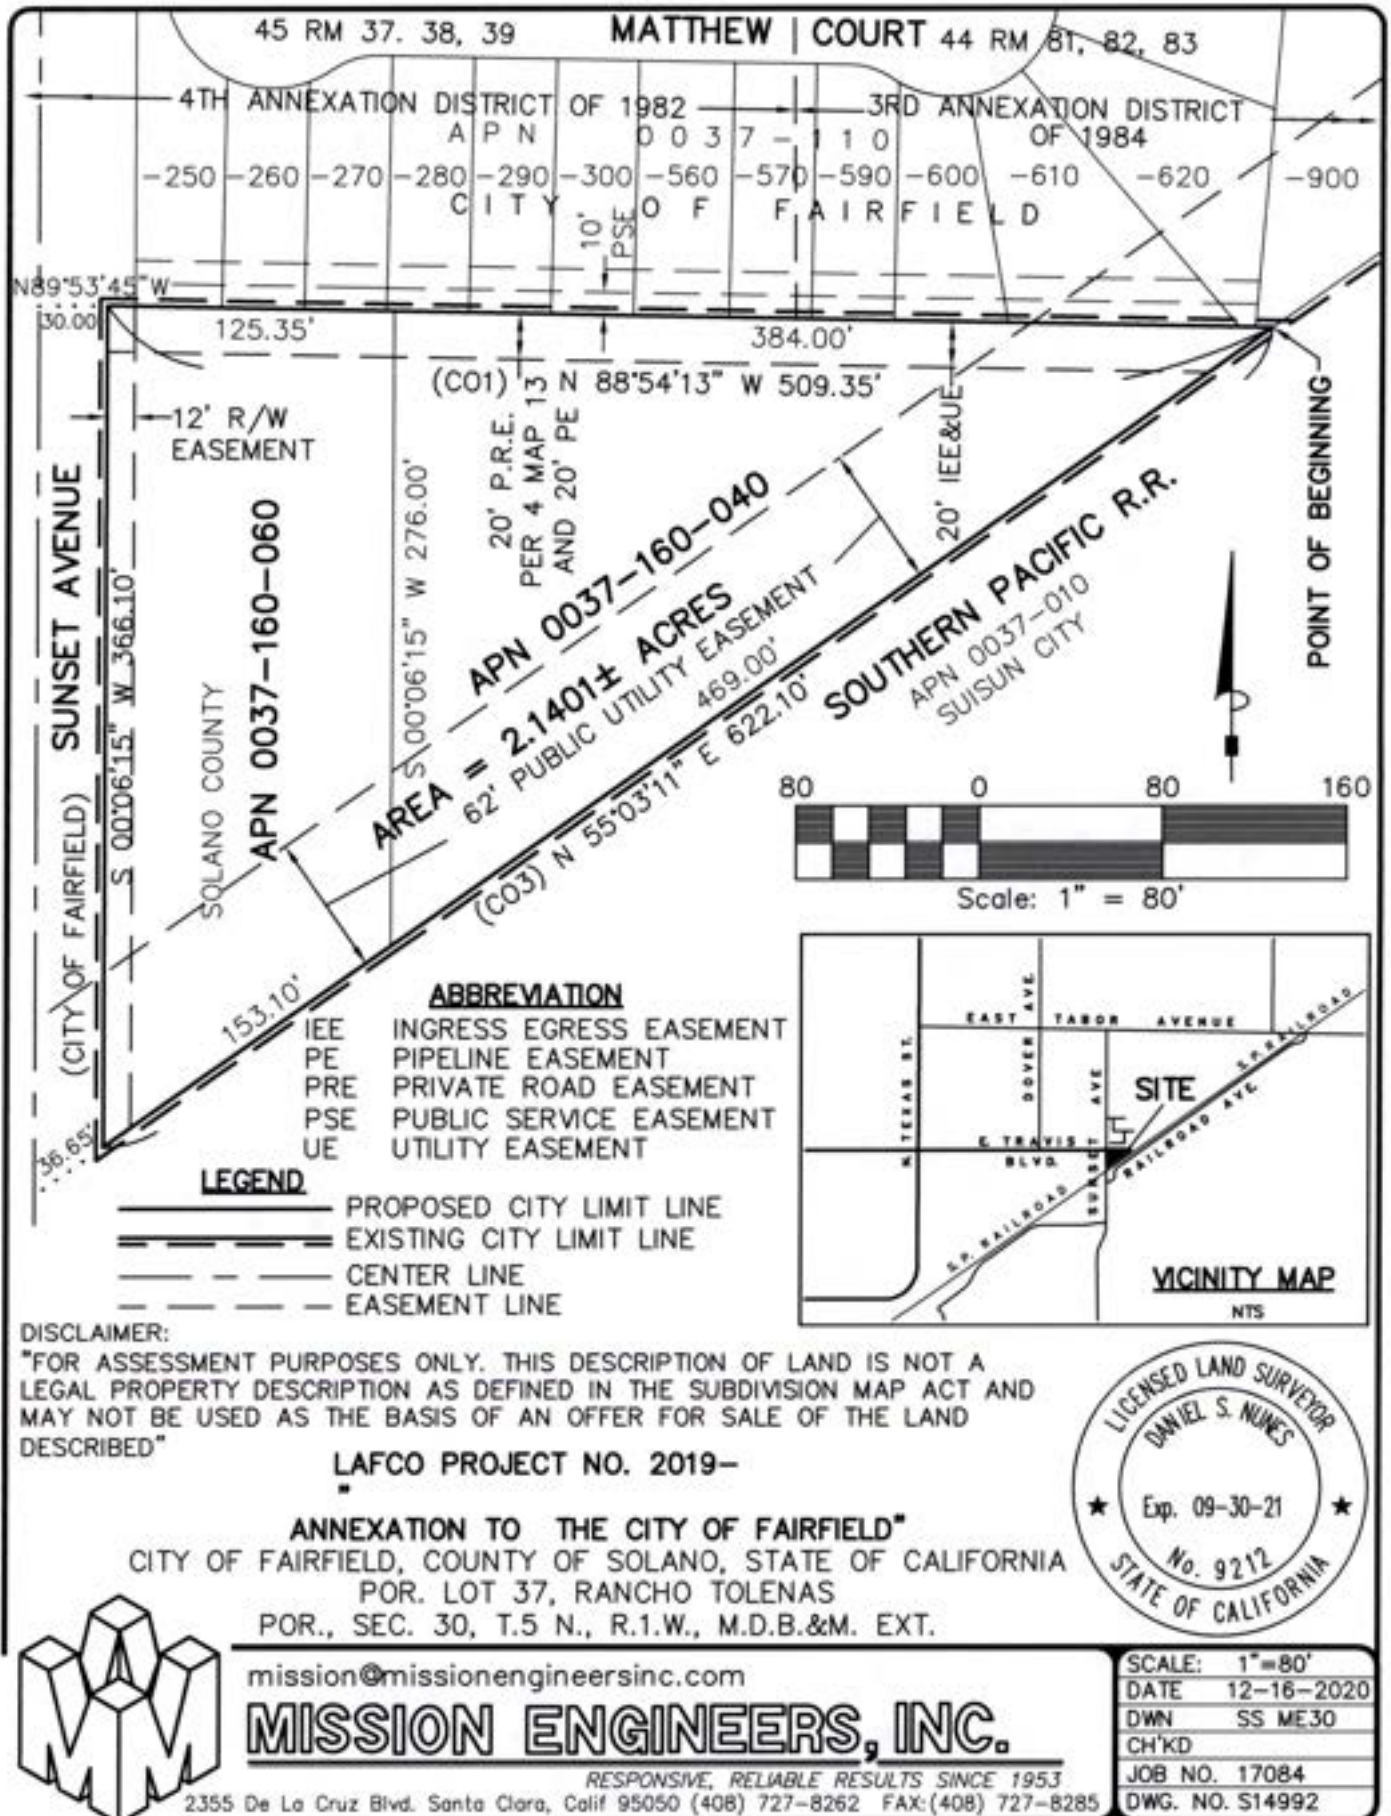 45 RM 37. 38, 39
MATTHEW COURT
44 RM 81, 82, 83
4TH ANNEXATION DISTRICT OF 1982
3RD ANNEXATION DISTRICT
OF 1984
APN 0037-110
-250 -260 -270 -280 -290 -300 -560 -570 -590 -600 -610 -620 -900
CITY OF FAIRFIELD
10'
PSE
N89°53'45"W
30.00
125.35'
384.00'
(CO1) N 88°54'13" W 509.35'
12' R/W
EASEMENT
20' P.R.E.
PER 4 MAP 13
AND 20' PE
20' IEE&UE
POINT OF BEGINNING
SUNSET AVENUE
(CITY OF FAIRFIELD)
S 00°06'15" W 366.10'
SOLANO COUNTY
APN 0037-160-060
S 00°06'15" W 276.00'
APN 0037-160-040
AREA = 2.1401± ACRES
62' PUBLIC UTILITY EASEMENT
469.00'
(CO3) N 55°03'11" E 622.10'
SOUTHERN PACIFIC R.R.
APN 0037-010
SUISUN CITY
153.10'
36.65'
80 0 80 160
Scale: 1" = 80'
ABBREVIATION
IEE INGRESS EGRESS EASEMENT
PE PIPELINE EASEMENT
PRE PRIVATE ROAD EASEMENT
PSE PUBLIC SERVICE EASEMENT
UE UTILITY EASEMENT
LEGEND
PROPOSED CITY LIMIT LINE
EXISTING CITY LIMIT LINE
CENTER LINE
EASEMENT LINE
EAST TABOR AVENUE
N. TEXAS ST.
DOVER AVE.
SUNSET AVE
SITE
E. TRAVIS
BLVD.
S.P. RAILROAD
RAILROAD AVE.
S.P. RAILROAD
VICINITY MAP
NTS
DISCLAIMER:
"FOR ASSESSMENT PURPOSES ONLY. THIS DESCRIPTION OF LAND IS NOT A
LEGAL PROPERTY DESCRIPTION AS DEFINED IN THE SUBDIVISION MAP ACT AND
MAY NOT BE USED AS THE BASIS OF AN OFFER FOR SALE OF THE LAND
DESCRIBED"
LAFCO PROJECT NO. 2019-
"
ANNEXATION TO THE CITY OF FAIRFIELD"
CITY OF FAIRFIELD, COUNTY OF SOLANO, STATE OF CALIFORNIA
POR. LOT 37, RANCHO TOLENAS
POR., SEC. 30, T.5 N., R.1.W., M.D.B.&M. EXT.
LICENSED LAND SURVEYOR
DANIEL S. NUNES
Exp. 09-30-21
No. 9212
STATE OF CALIFORNIA
mission@missionengineersinc.com
MISSION ENGINEERS, INC.
RESPONSIVE, RELIABLE RESULTS SINCE 1953
2355 De La Cruz Blvd. Santa Clara, Calif 95050 (408) 727-8262 FAX:(408) 727-8285
SCALE: 1"=80'
DATE 12-16-2020
DWN SS ME30
CH'KD
JOB NO. 17084
DWG. NO. S14992